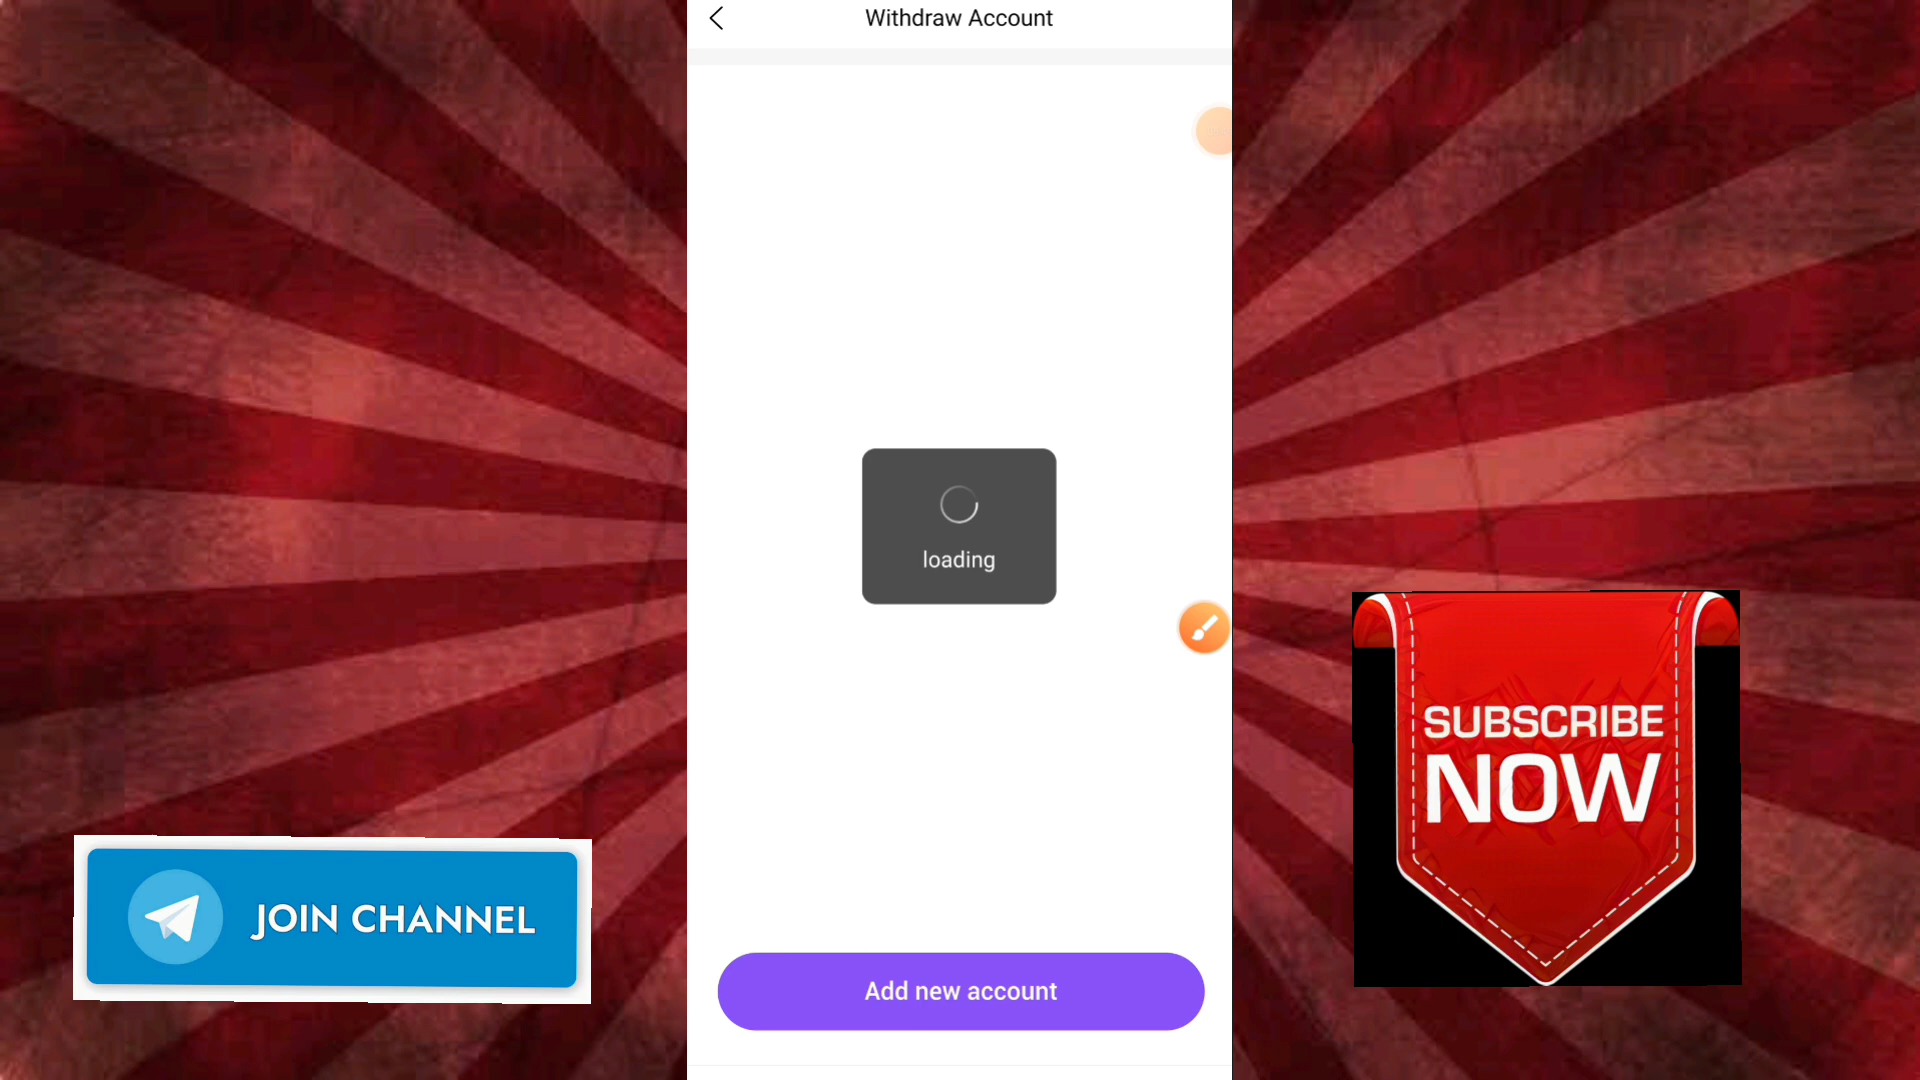 Withdraw Account
loading
Add new account
JOIN CHANNEL
SUBSCRIBE
NOW